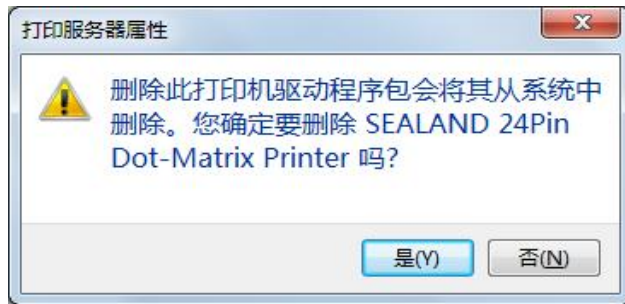 打印服务器属性
删除此打印机驱动程序包会将其从系统中
删除。您确定要删除 SEALAND 24Pin
Dot-Matrix Printer 吗?
是(Y)
否(N)